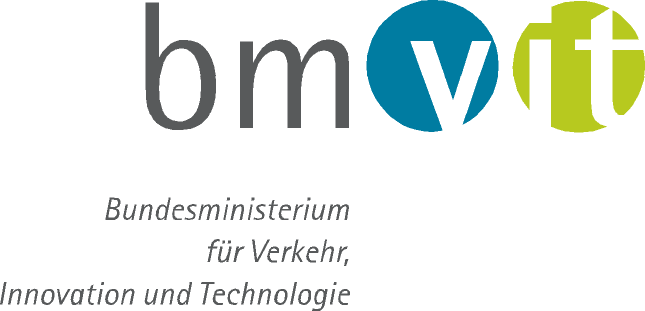 bmvit
Bundesministerium
für Verkehr,
Innovation und Technologie